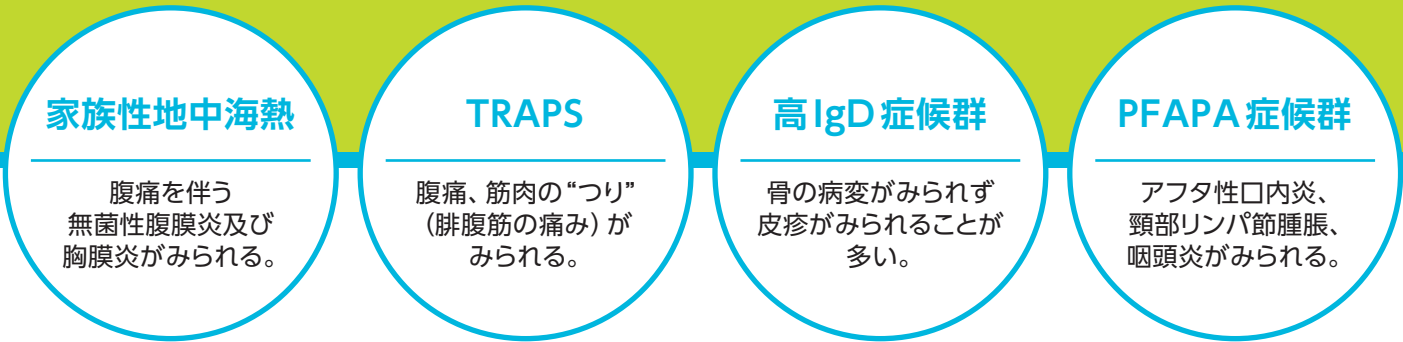 家族性地中海熱
腹痛を伴う
無菌性腹膜炎及び
胸膜炎がみられる。
TRAPS
腹痛、筋肉の“つり”
（腓腹筋の痛み）が
みられる。
高IgD症候群
骨の病変がみられず
皮疹がみられることが
多い。
PFAPA症候群
アフタ性口内炎、
頸部リンパ節腫脹、
咽頭炎がみられる。